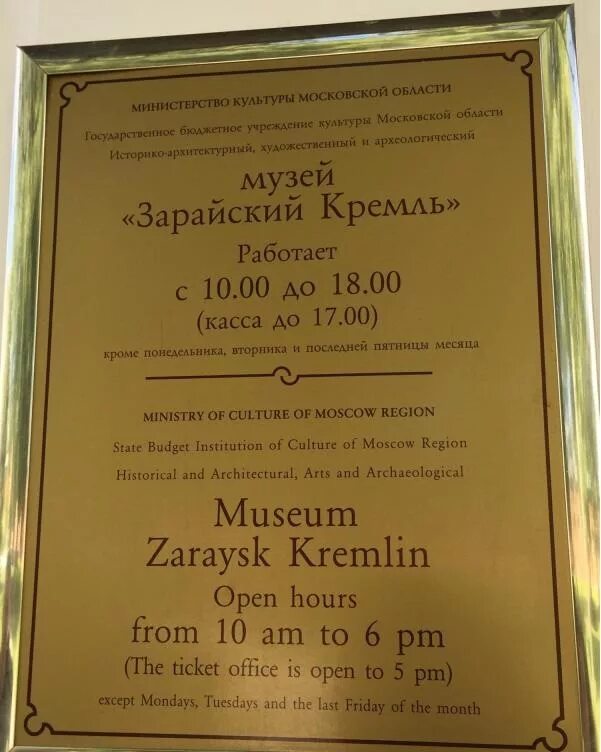 МИНИСТЕРСТВО КУЛЬТУРЫ МОСКОВСКОЙ ОБЛАСТИ
Государственное бюджетное учреждение культуры Московской области
Историко-архитектурный, художественный и археологический
музей
«Зарайский Кремль»
Работает
с 10.00 до 18.00
(касса до 17.00)
кроме понедельника, вторника и последней пятницы месяца
MINISTRY OF CULTURE OF MOSCOW REGION
State Budget Institution of Culture of Moscow Region
Historical and Architectural, Arts and Archaeological
Museum
Zaraysk Kremlin
Open hours
from 10 am to 6 pm
(The ticket office is open to 5 pm)
except Mondays, Tuesdays and the last Friday of the month